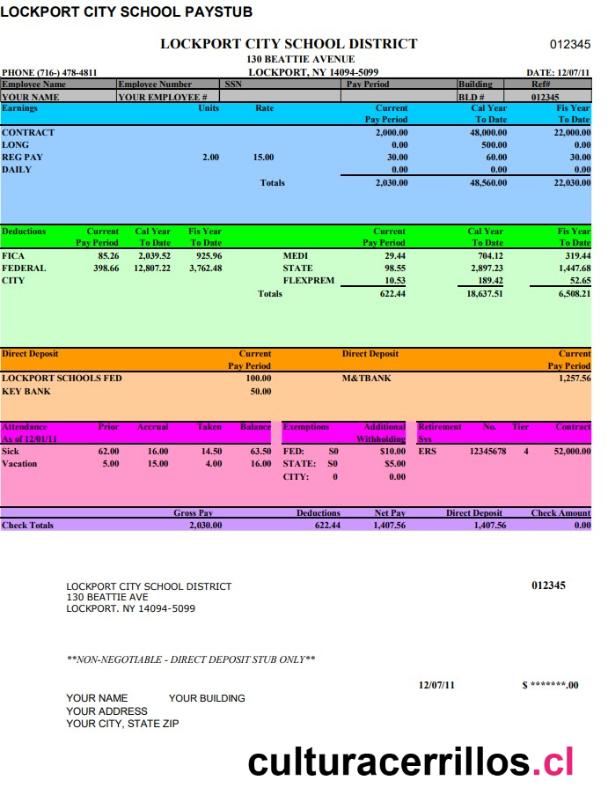 LOCKPORT CITY SCHOOL PAYSTUB
LOCKPORT CITY SCHOOL DISTRICT 012345
130 BEATTIE AVENUE
PHONE (716-) 478-4811 LOCKPORT, NY 14094-5099 DATE: 12/07/11
Employee Name Employee Number SSN Pay Period Building Ref#
YOUR NAME YOUR EMPLOYEE # BLD # 012345
Earnings Units Rate Current Cal Year Fis Year
Pay Period To Date To Date
CONTRACT 2,000.00 48,000.00 22,000.00
LONG 0.00 500.00 0.00
REG PAY 2.00 15.00 30.00 60.00 30.00
DAILY 0.00 0.00 0.00
Totals 2,030.00 48,560.00 22,030.00
Deductions Current Cal Year Fis Year Current Cal Year Fis Year
Pay Period To Date To Date Pay Period To Date To Date
FICA 85.26 2,039.52 925.96 MEDI 29.44 704.12 319.44
FEDERAL 398.66 12,807.22 3,762.48 STATE 98.55 2,897.23 1,447.68
CITY FLEXPREM 10.53 189.42 52.65
Totals 622.44 18,637.51 6,508.21
Direct Deposit Current Direct Deposit Current
Pay Period Pay Period
LOCKPORT SCHOOLS FED 100.00 M&TBANK 1,257.56
KEY BANK 50.00
Attendance Prior Accrual Taken Balance Exemptions Additional Retirement No. Tier Contract
As of 12/01/11 Withholding Sys
Sick 62.00 16.00 14.50 63.50 FED: S0 $10.00 ERS 12345678 4 52,000.00
Vacation 5.00 15.00 4.00 16.00 STATE: S0 $5.00
CITY: 0 0.00
Gross Pay Deductions Net Pay Direct Deposit Check Amount
Check Totals 2,030.00 622.44 1,407.56 1,407.56 0.00
LOCKPORT CITY SCHOOL DISTRICT 012345
130 BEATTIE AVE
LOCKPORT. NY 14094-5099
**NON-NEGOTIABLE - DIRECT DEPOSIT STUB ONLY**
12/07/11 $ *******.00
YOUR NAME YOUR BUILDING
YOUR ADDRESS
YOUR CITY, STATE ZIP
culturacerrillos.cl